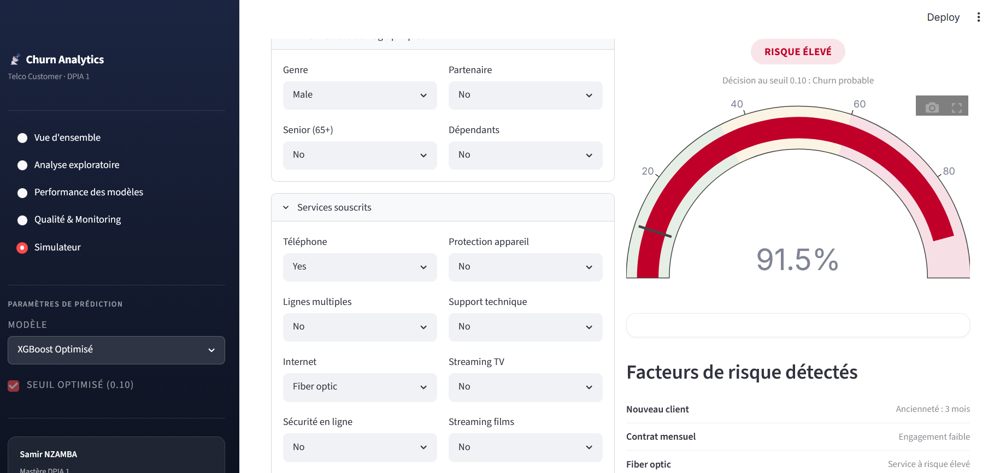 Churn Analytics
Telco Customer · DPIA 1
Vue d'ensemble
Analyse exploratoire
Performance des modèles
Qualité & Monitoring
Simulateur
PARAMÈTRES DE PRÉDICTION
MODÈLE
XGBoost Optimisé
SEUIL OPTIMISÉ (0.10)
Samir NZAMBA
Mastère DPIA 1
Deploy
Genre
Partenaire
Male
No
Senior (65+)
Dépendants
No
No
Services souscrits
Téléphone
Protection appareil
Yes
No
Lignes multiples
Support technique
No
No
Internet
Streaming TV
Fiber optic
No
Sécurité en ligne
Streaming films
No
No
RISQUE ÉLEVÉ
Décision au seuil 0.10 : Churn probable
20
40
60
80
91.5%
Facteurs de risque détectés
Nouveau client
Ancienneté : 3 mois
Contrat mensuel
Engagement faible
Fiber optic
Service à risque élevé